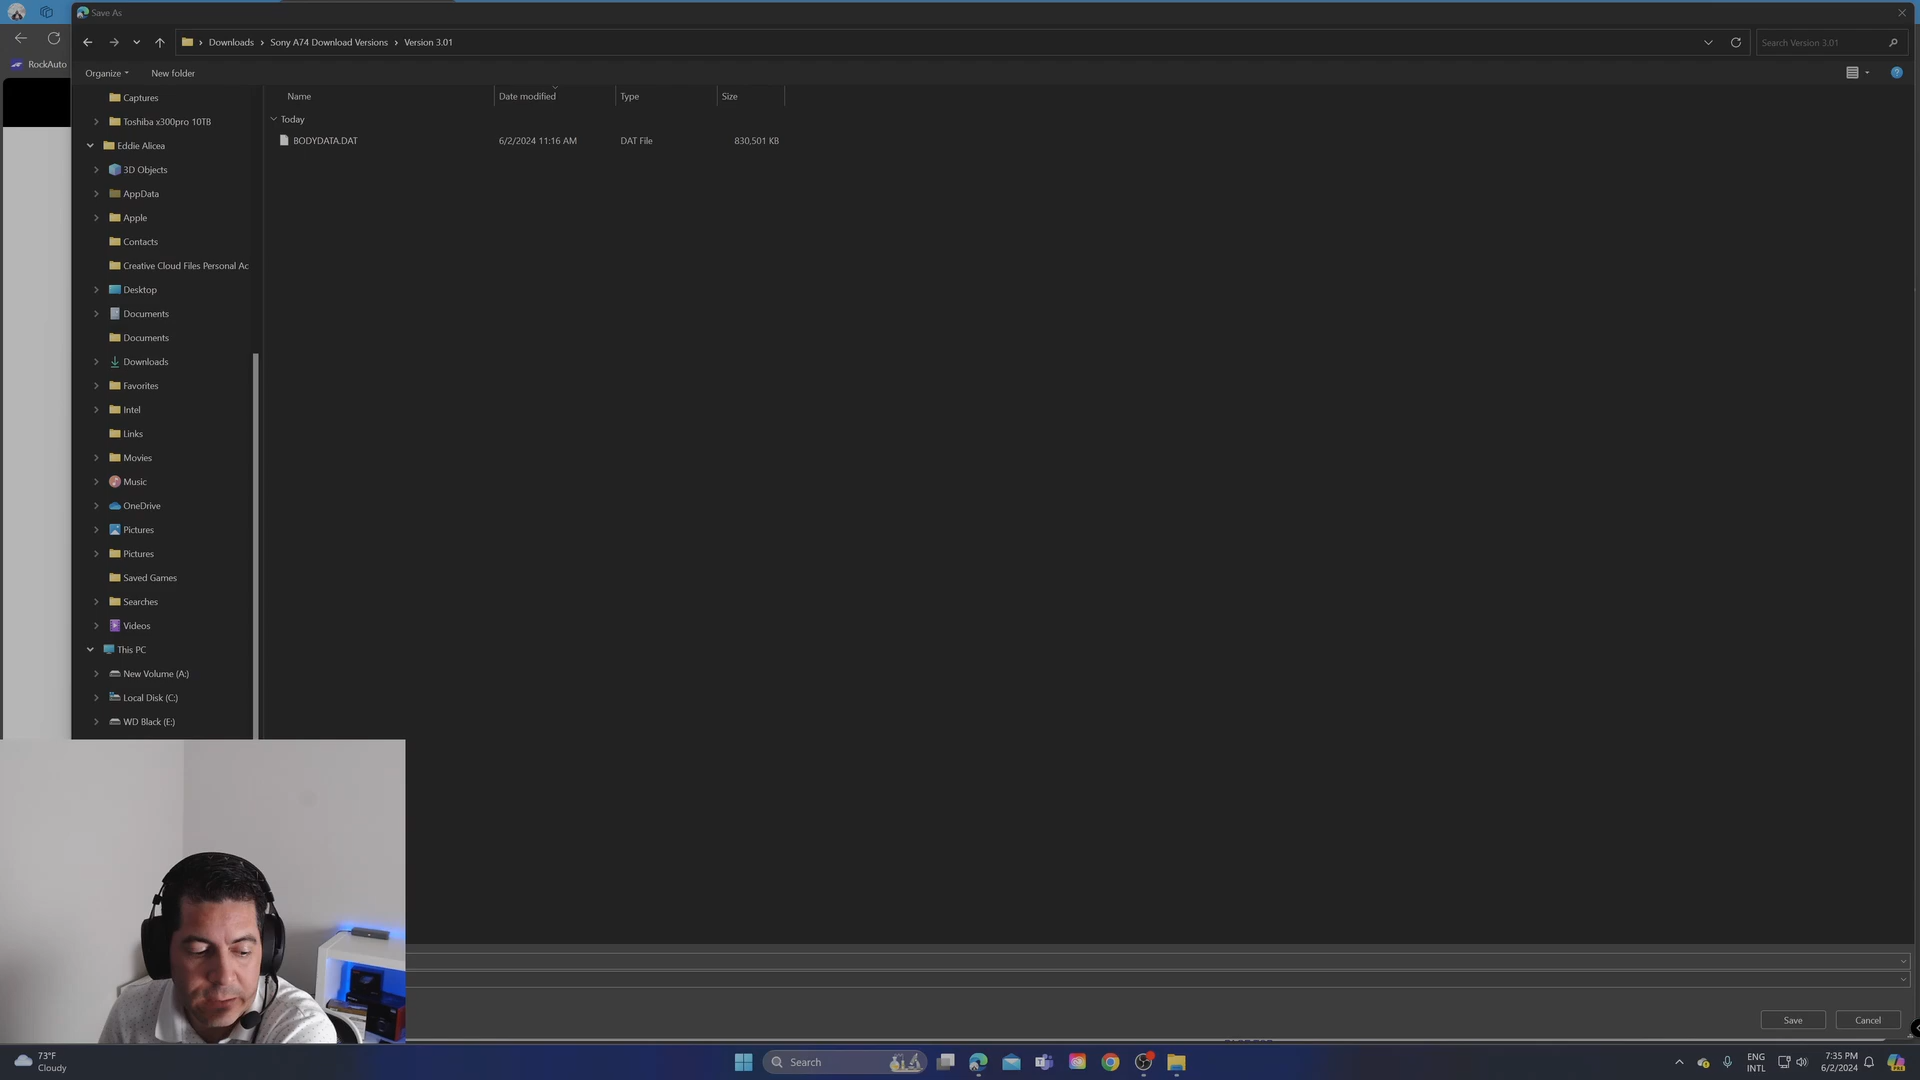 Save As
Downloads > Sony A74 Download Versions > Version 3.01
Search Version 3.01
RockAuto
Organize
New folder
Name
Date modified
Type
Size
Today
BODYDATA.DAT
6/2/2024 11:16 AM
DAT File
830,501 KB
Captures
Toshiba x300pro 10TB
Eddie Alicea
3D Objects
AppData
Apple
Contacts
Creative Cloud Files Personal Ac
Desktop
Documents
Documents
Downloads
Favorites
Intel
Links
Movies
Music
OneDrive
Pictures
Pictures
Saved Games
Searches
Videos
This PC
New Volume (A:)
Local Disk (C:)
WD Black (E:)
Save
Cancel
73°F
Cloudy
Search
ENG
INTL
7:35 PM
6/2/2024